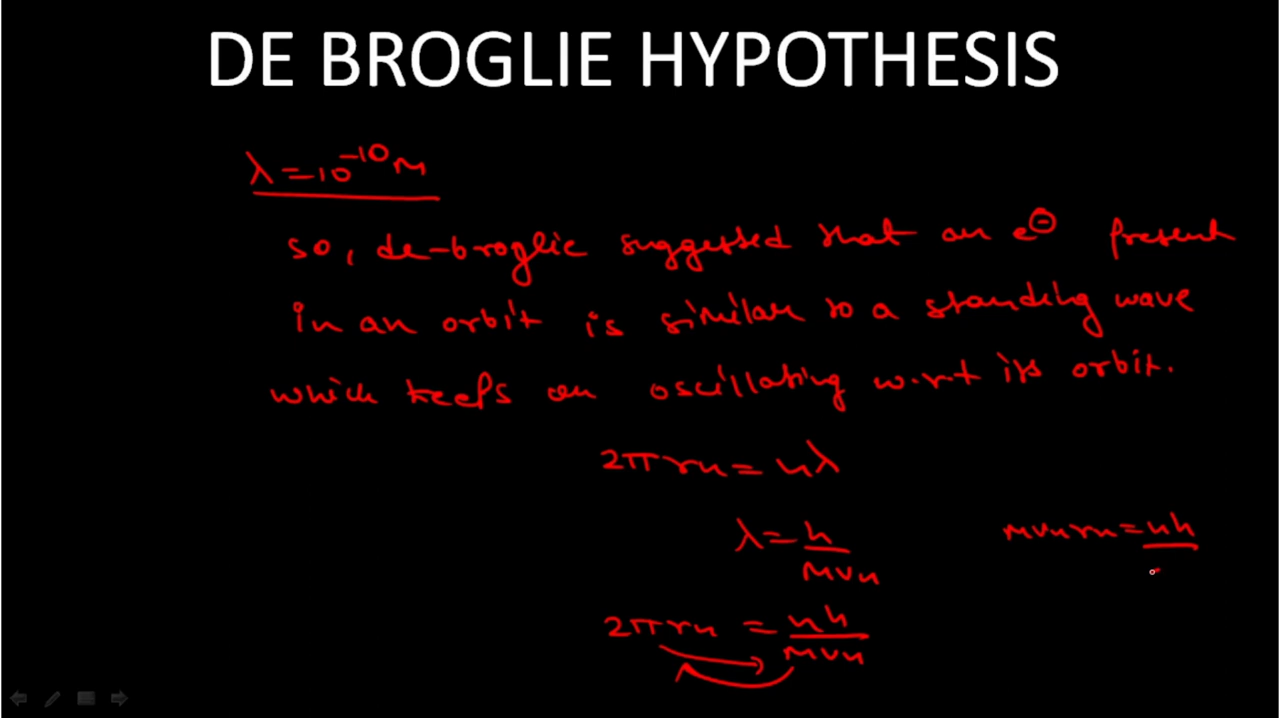 DE BROGLIE HYPOTHESIS
λ = 10⁻¹⁰ M
so, de-broglie suggested that an e⊖ present
in an orbit is similar to a standing wave
which keeps on oscillating w.r.t its orbit.
2πrn = nλ
λ = h/mvn
mvnrn = nh
2πrn = nh/mvn